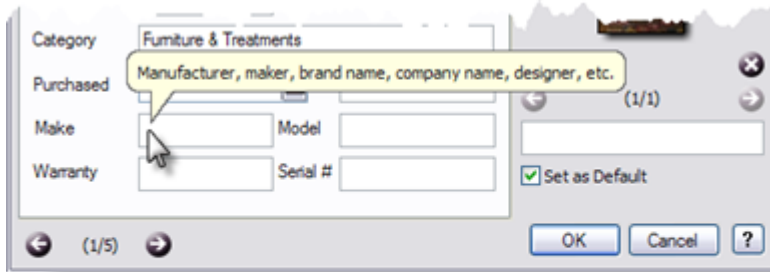 Category Furniture & Treatments
Manufacturer, maker, brand name, company name, designer, etc.
Purchased
(1/1)
Make Model
Warranty Serial #
Set as Default
(1/5)
OK Cancel ?